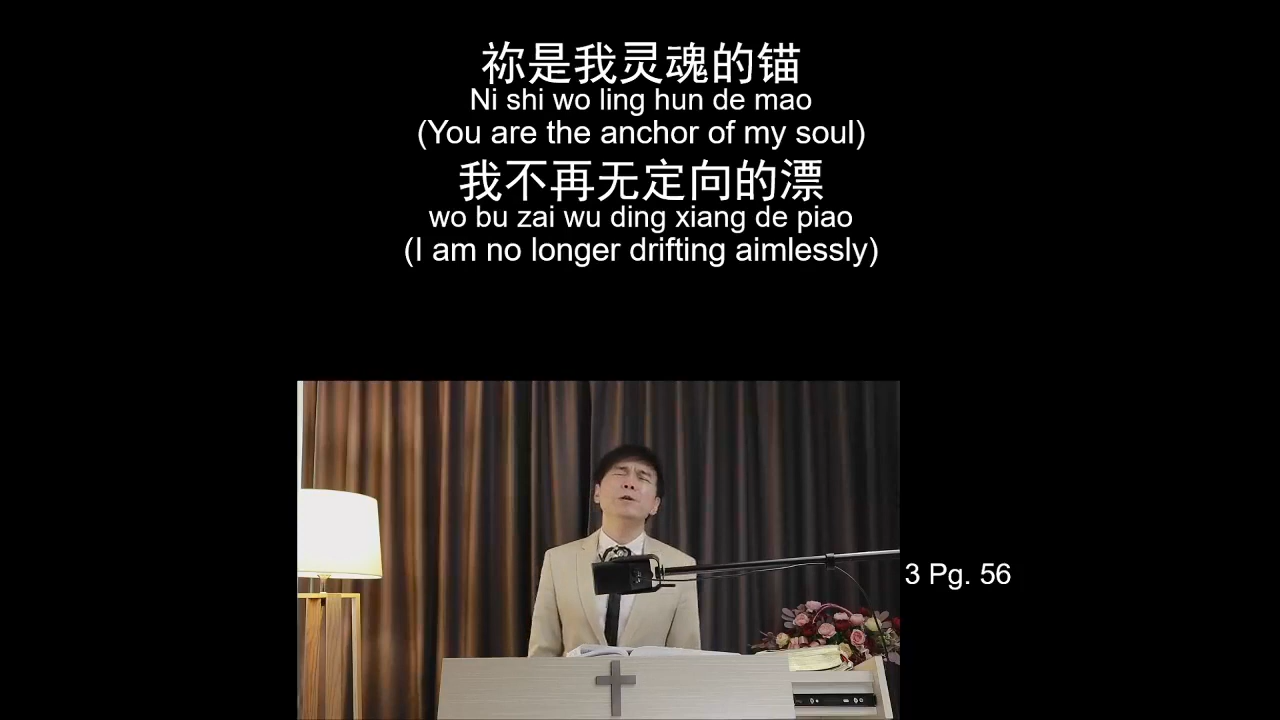 祢是我灵魂的锚
Ni shi wo ling hun de mao
(You are the anchor of my soul)
我不再无定向的漂
wo bu zai wu ding xiang de piao
(I am no longer drifting aimlessly)
3 Pg. 56